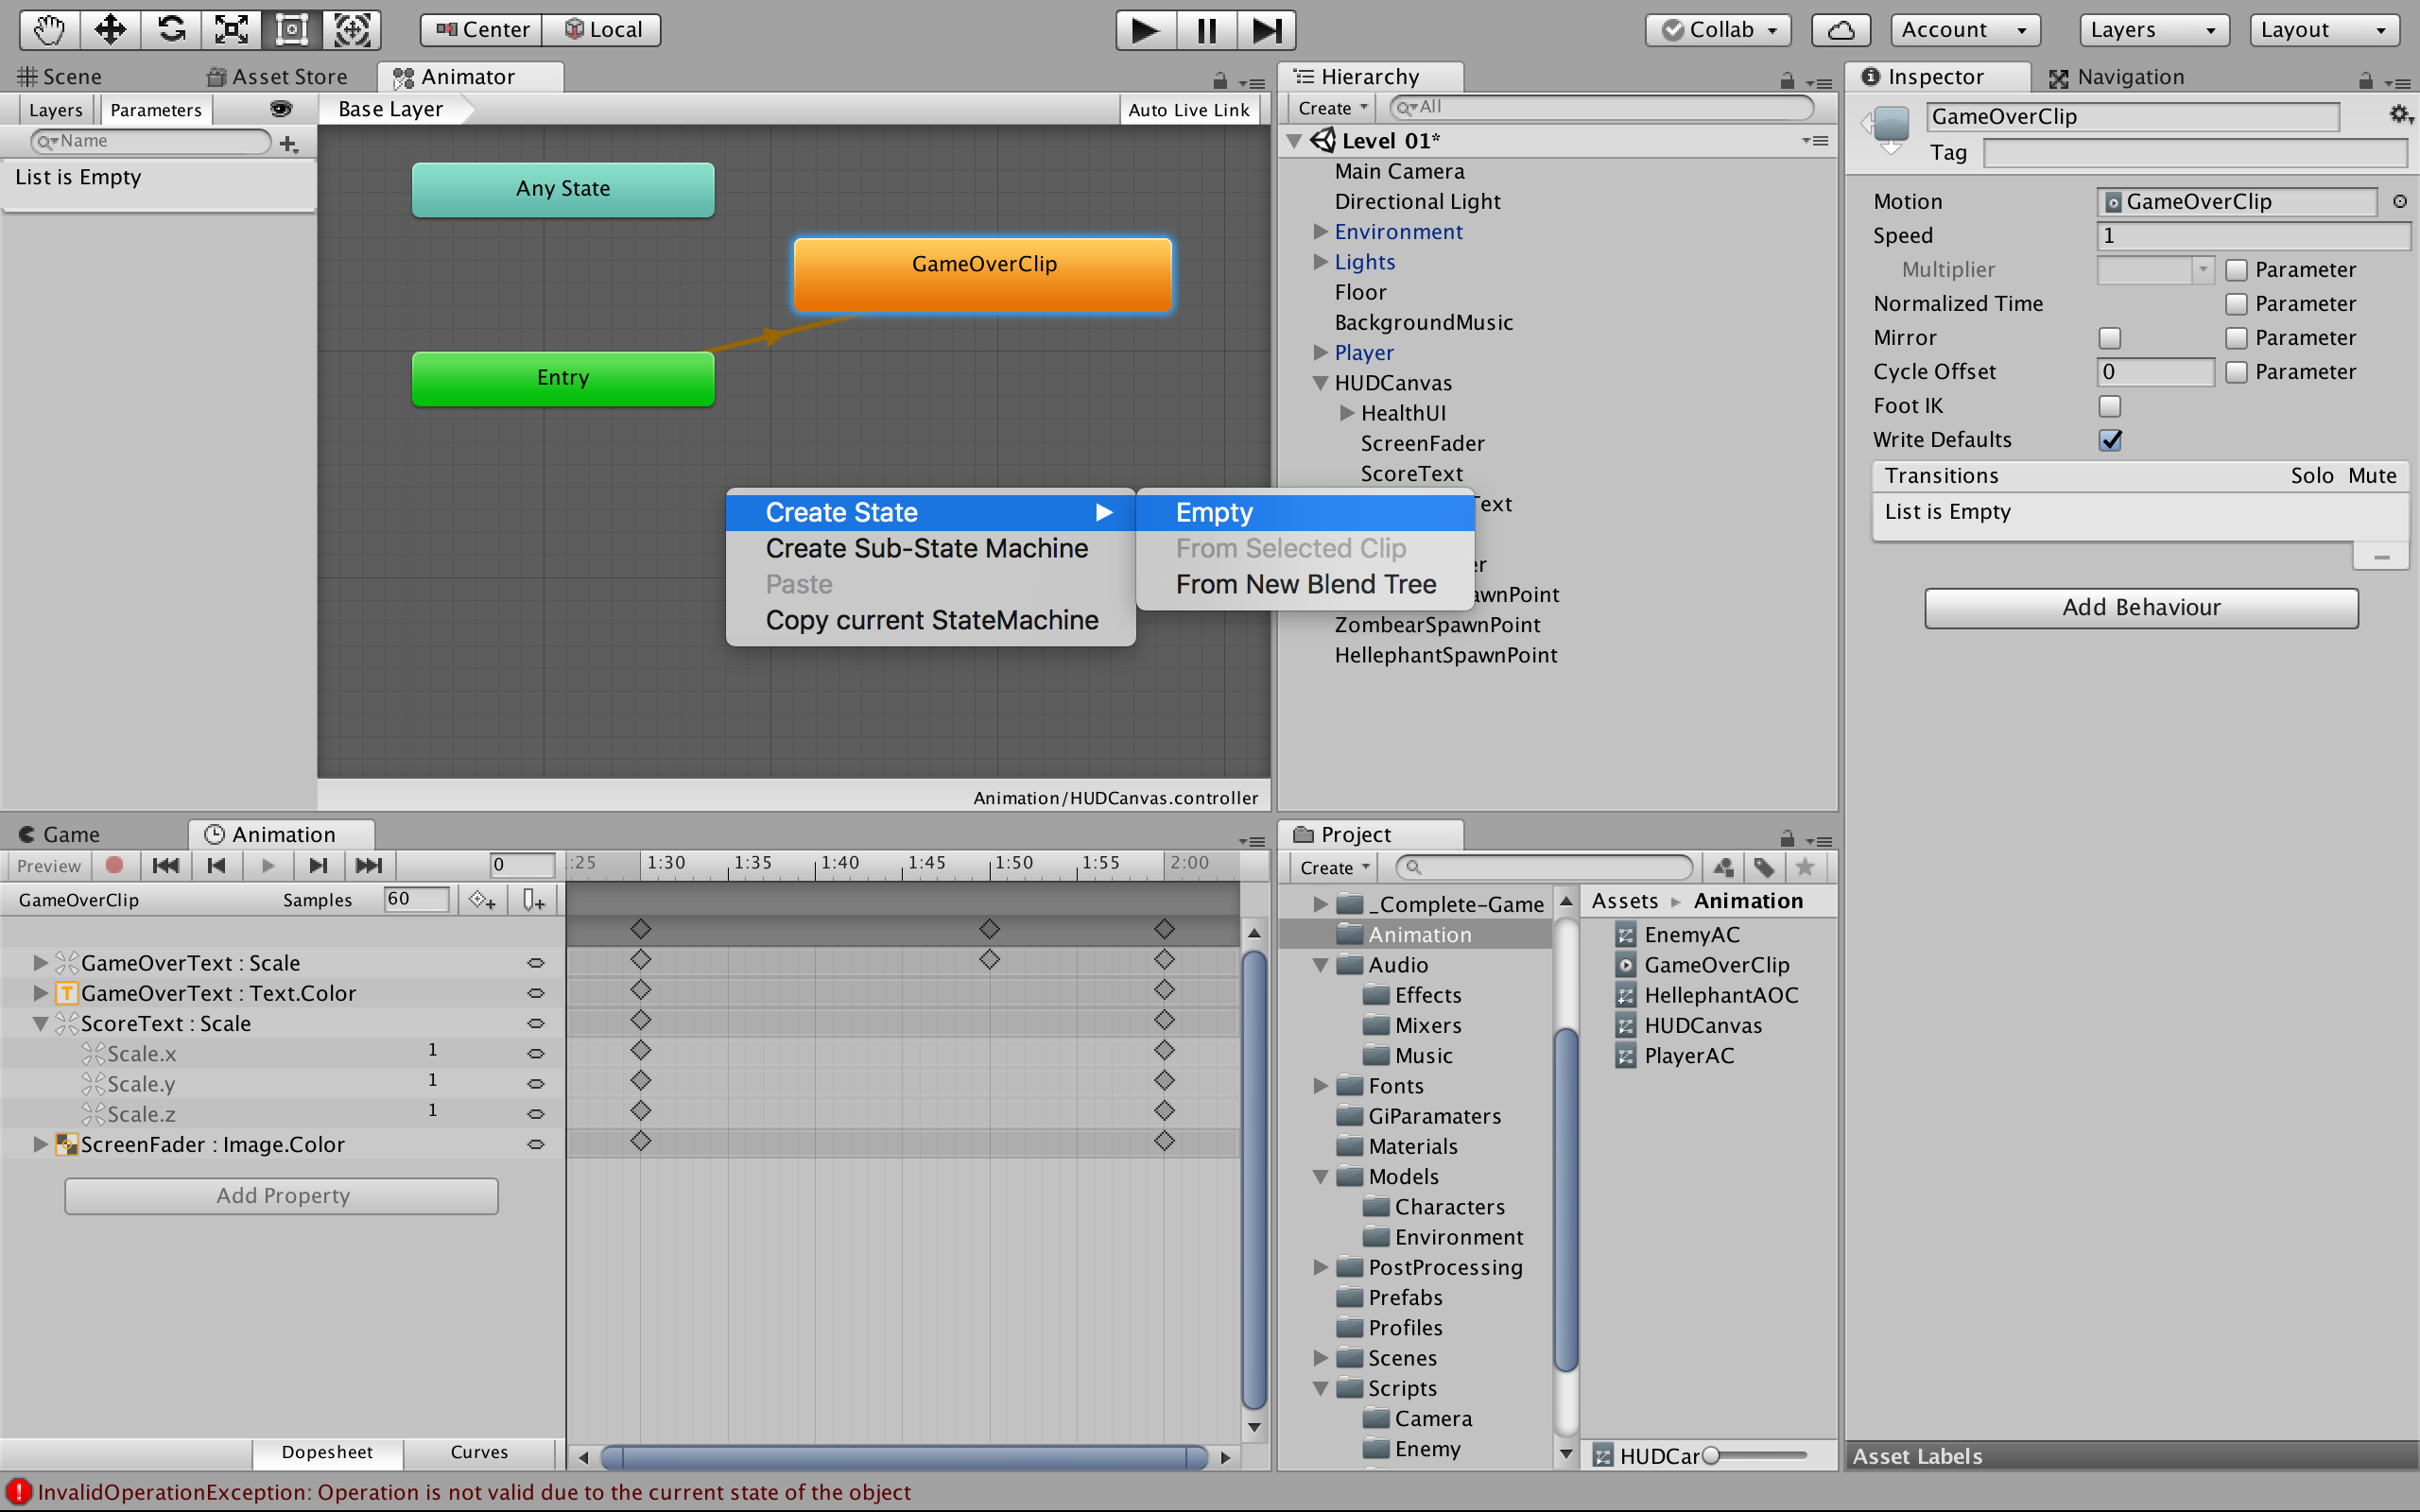 Center Local Collab Account Layers Layout
Scene Asset Store Animator
Layers Parameters Base Layer Auto Live Link
Name
List is Empty
Any State
GameOverClip
Entry
Create State
Create Sub-State Machine
Paste
Copy current StateMachine
Empty
From Selected Clip
From New Blend Tree
Animation/HUDCanvas.controller
Hierarchy
Create All
Level 01*
Main Camera
Directional Light
Environment
Lights
Floor
BackgroundMusic
Player
HUDCanvas
HealthUI
ScreenFader
ScoreText
Text
er
wnPoint
ZombearSpawnPoint
HellephantSpawnPoint
Inspector Navigation
GameOverClip
Tag
Motion GameOverClip
Speed 1
Multiplier Parameter
Normalized Time Parameter
Mirror Parameter
Cycle Offset 0 Parameter
Foot IK
Write Defaults
Transitions Solo Mute
List is Empty
Add Behaviour
Asset Labels
Game Animation
Preview 0 :25 1:30 1:35 1:40 1:45 1:50 1:55 2:00
GameOverClip Samples 60
GameOverText : Scale
GameOverText : Text.Color
ScoreText : Scale
Scale.x 1
Scale.y 1
Scale.z 1
ScreenFader : Image.Color
Add Property
Dopesheet Curves
Project
Create
_Complete-Game
Animation
Audio
Effects
Mixers
Music
Fonts
GiParamaters
Materials
Models
Characters
Environment
PostProcessing
Prefabs
Profiles
Scenes
Scripts
Camera
Enemy
Assets Animation
EnemyAC
GameOverClip
HellephantAOC
HUDCanvas
PlayerAC
HUDCar
InvalidOperationException: Operation is not valid due to the current state of the object